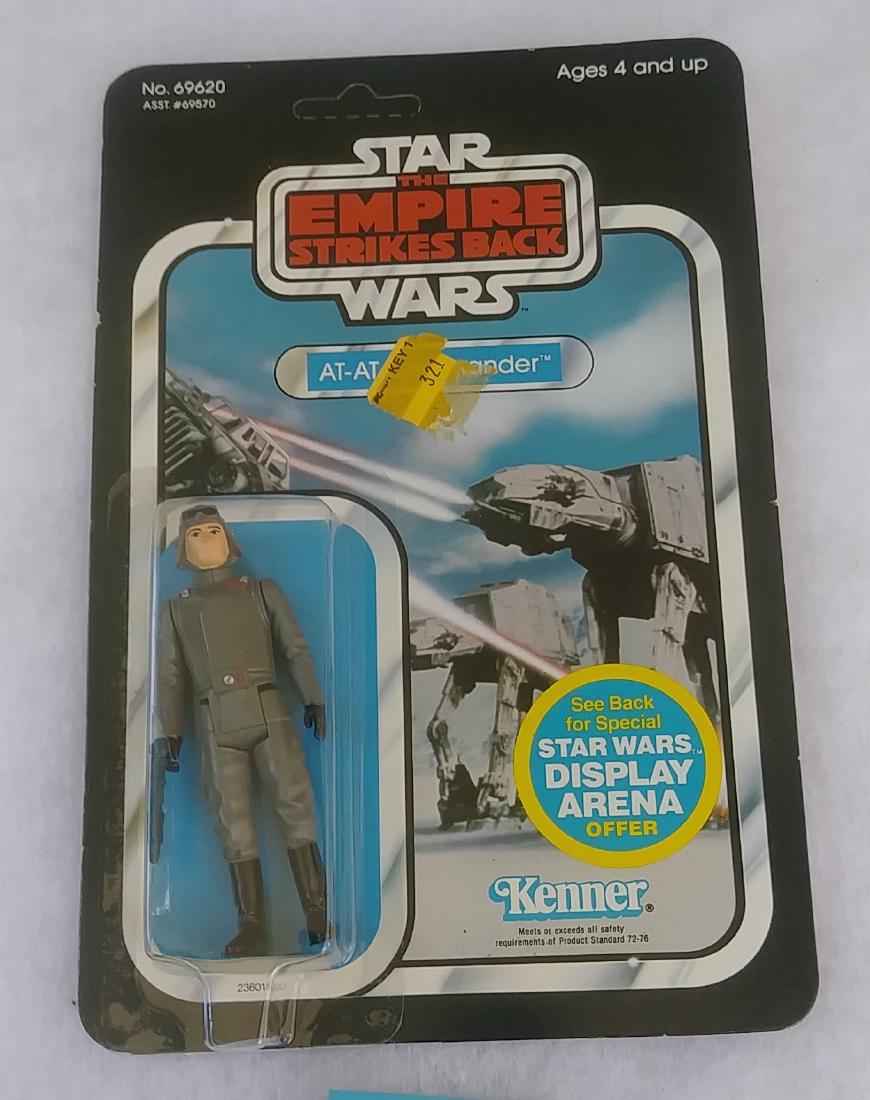 No. 69620
ASST. #69570
Ages 4 and up
STAR
THE
EMPIRE
STRIKES BACK
WARS™
AT-AT ander™
KEY 1
321
See Back
for Special
STAR WARS™
DISPLAY
ARENA
OFFER
Kenner®
Meets or exceeds all safety
requirements of Product Standard 72-76